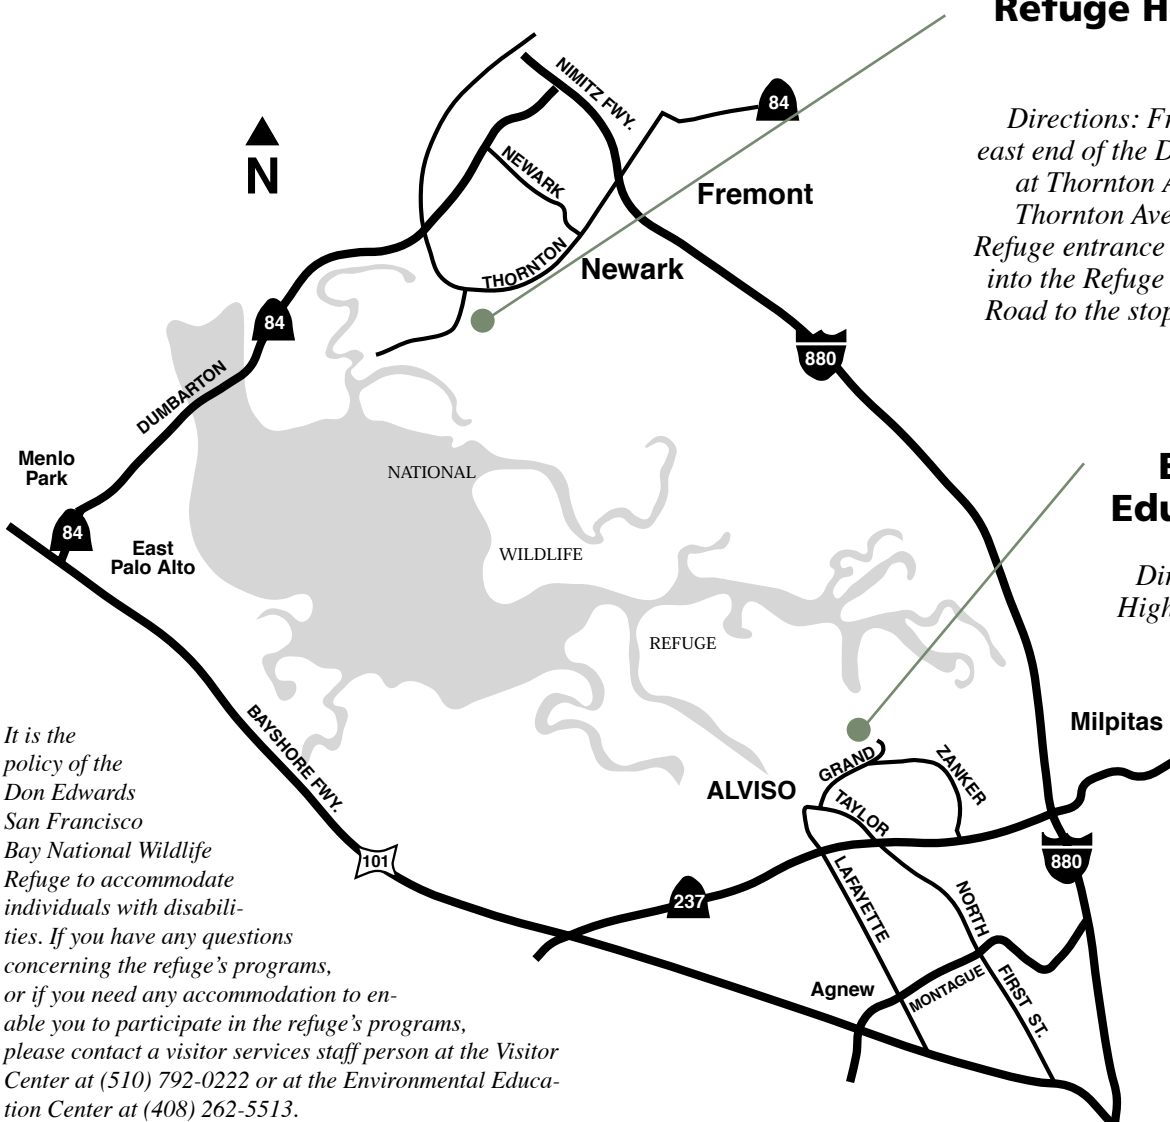 Refuge H
NIMITZ FWY.
84
N
NEWARK
Fremont
THORNTON
Newark
Directions: Fr
east end of the D
at Thornton A
Thornton Ave
Refuge entrance
into the Refuge
Road to the stop
84
880
DUMBARTON
Menlo
Park
NATIONAL
84
East
Palo Alto
WILDLIFE
REFUGE
E
Edu
Dir
High
Milpitas
BAYSHORE FWY.
GRAND
ZANKER
ALVISO
TAYLOR
101
880
237
LAFAYETTE
NORTH
FIRST ST.
Agnew
MONTAGUE
It is the
policy of the
Don Edwards
San Francisco
Bay National Wildlife
Refuge to accommodate
individuals with disabili-
ties. If you have any questions
concerning the refuge's programs,
or if you need any accommodation to en-
able you to participate in the refuge's programs,
please contact a visitor services staff person at the Visitor
Center at (510) 792-0222 or at the Environmental Educa-
tion Center at (408) 262-5513.